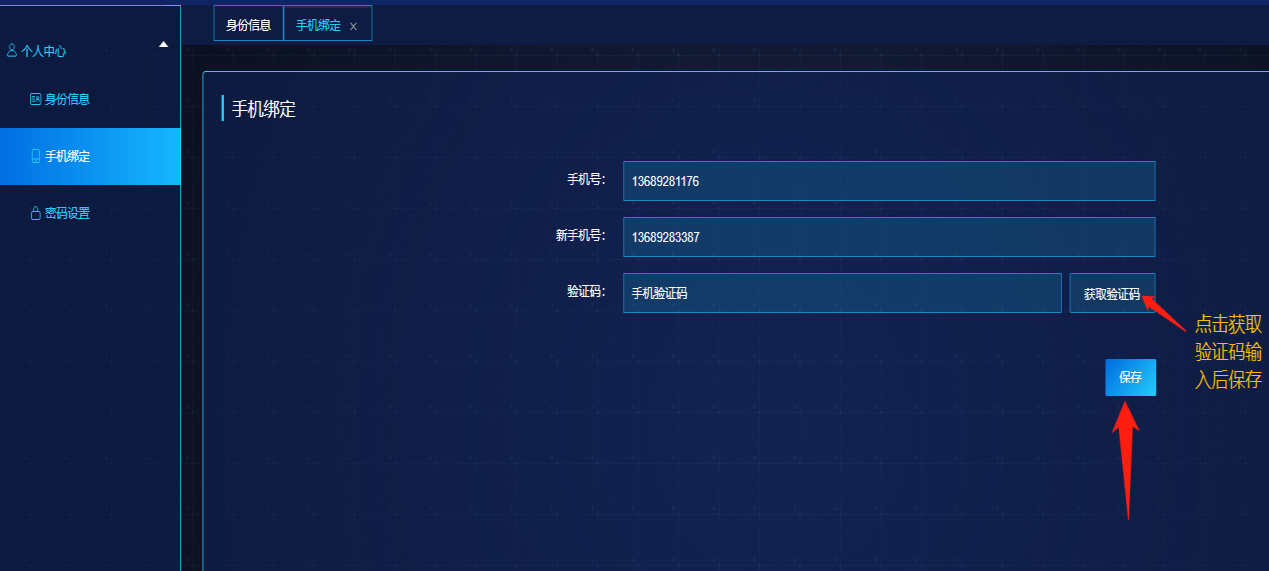 身份信息
手机绑定 x
个人中心
身份信息
手机绑定
密码设置
手机绑定
手机号：
13689281176
新手机号：
13689283387
验证码：
手机验证码
获取验证码
点击获取
验证码输
入后保存
保存